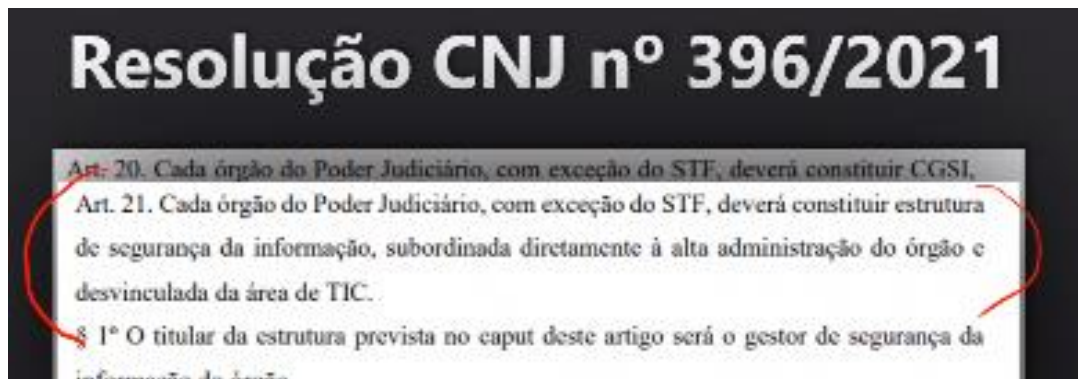 Resolução CNJ nº 396/2021
Art. 20. Cada órgão do Poder Judiciário, com exceção do STF, deverá constituir CGSI,
Art. 21. Cada órgão do Poder Judiciário, com exceção do STF, deverá constituir estrutura
de segurança da informação, subordinada diretamente à alta administração do órgão e
desvinculada da área de TIC.
§ 1º O titular da estrutura prevista no caput deste artigo será o gestor de segurança da
informação do órgão.